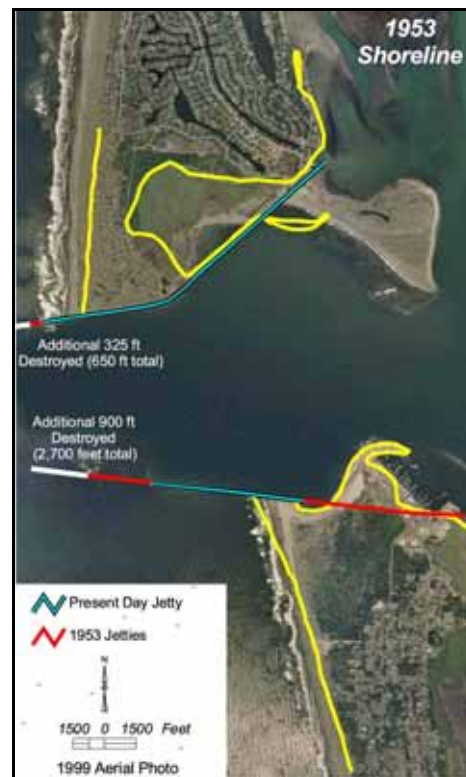 1953
Shoreline
Additional 325 ft
Destroyed (650 ft total)
Additional 900 ft
Destroyed
(2,700 feet total)
Present Day Jetty
1953 Jetties
N
1500 0 1500 Feet
1999 Aerial Photo